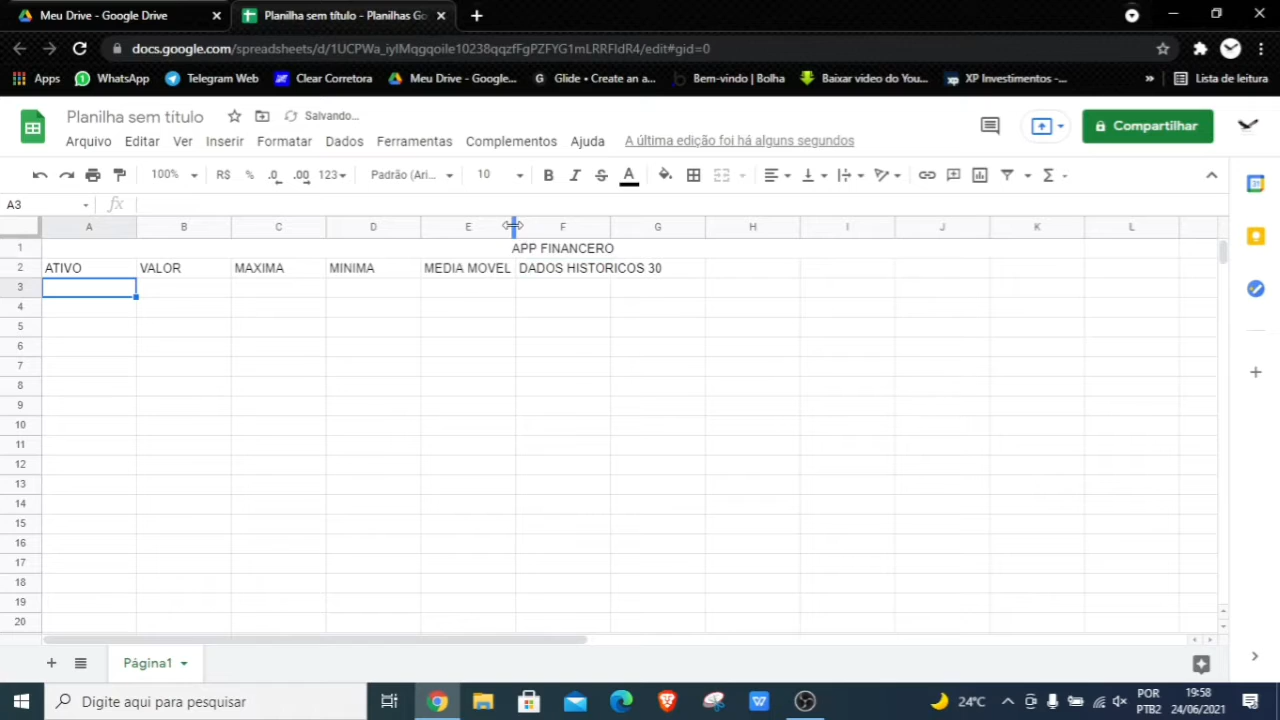 Meu Drive - Google Drive
Planilha sem título - Planilhas Go
docs.google.com/spreadsheets/d/1UCPWa_iyIMqgqoile10238qqzfFgPZFYG1mLRRFIdR4/edit#gid=0
Apps WhatsApp Telegram Web Clear Corretora Meu Drive - Google... Glide • Create an a... Bem-vindo | Bolha Baixar video do You... XP Investimentos -... » Lista de leitura
Planilha sem título Salvando...
Compartilhar
Arquivo Editar Ver Inserir Formatar Dados Ferramentas Complementos Ajuda A última edição foi há alguns segundos
100% R$ % .0 .00 123 Padrão (Ari... 10 B I S A Σ
A3 fx
A B C D E F G H I J K L
1 APP FINANCERO
2 ATIVO VALOR MAXIMA MINIMA MEDIA MOVEL DADOS HISTORICOS 30
3
4
5
6
7
8
9
10
11
12
13
14
15
16
17
18
19
20
Página1
Digite aqui para pesquisar
24°C
POR
PTB2
19:58
24/06/2021